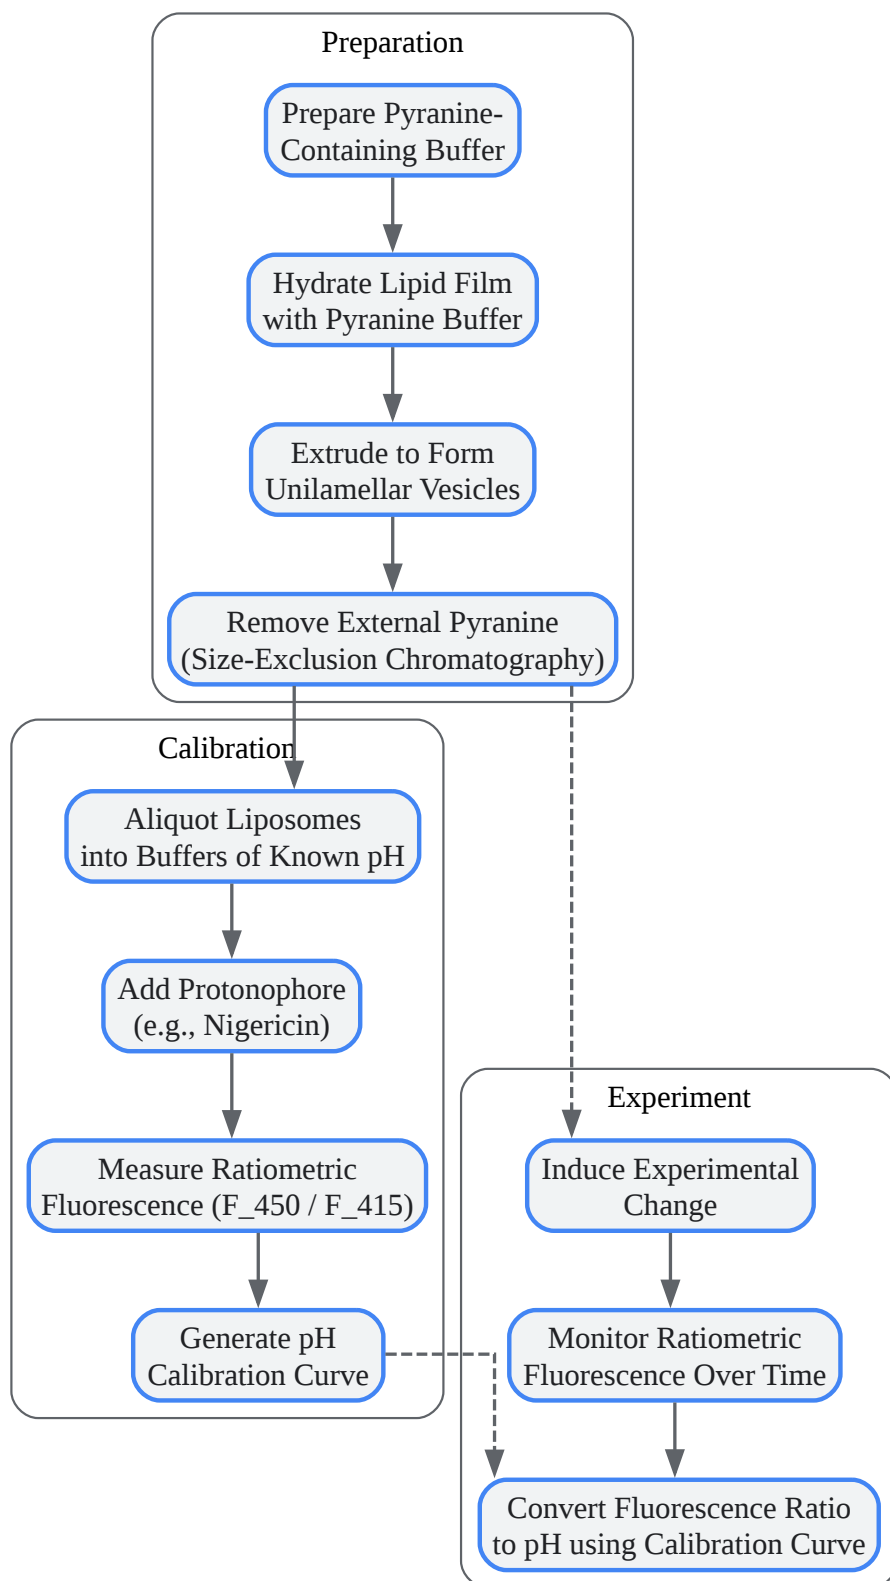 Preparation
Prepare Pyranine-
Containing Buffer
Hydrate Lipid Film
with Pyranine Buffer
Extrude to Form
Unilamellar Vesicles
Remove External Pyranine
(Size-Exclusion Chromatography)
Calibration
Aliquot Liposomes
into Buffers of Known pH
Add Protonophore
(e.g., Nigericin)
Measure Ratiometric
Fluorescence (F_450 / F_415)
Generate pH
Calibration Curve
Experiment
Induce Experimental
Change
Monitor Ratiometric
Fluorescence Over Time
Convert Fluorescence Ratio
to pH using Calibration Curve